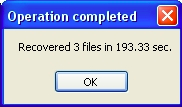 Operation completed
Recovered 3 files in 193.33 sec.
OK